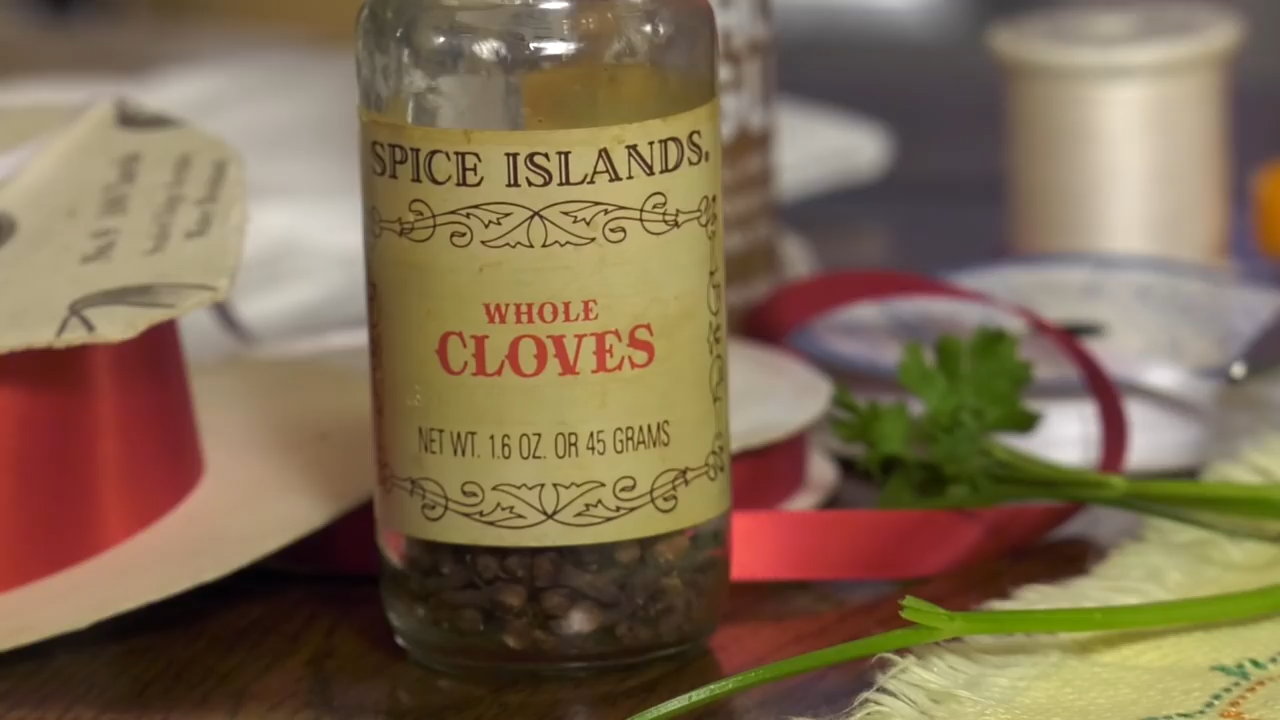 SPICE ISLANDS.
WHOLE
CLOVES
NET WT. 1.6 OZ. OR 45 GRAMS